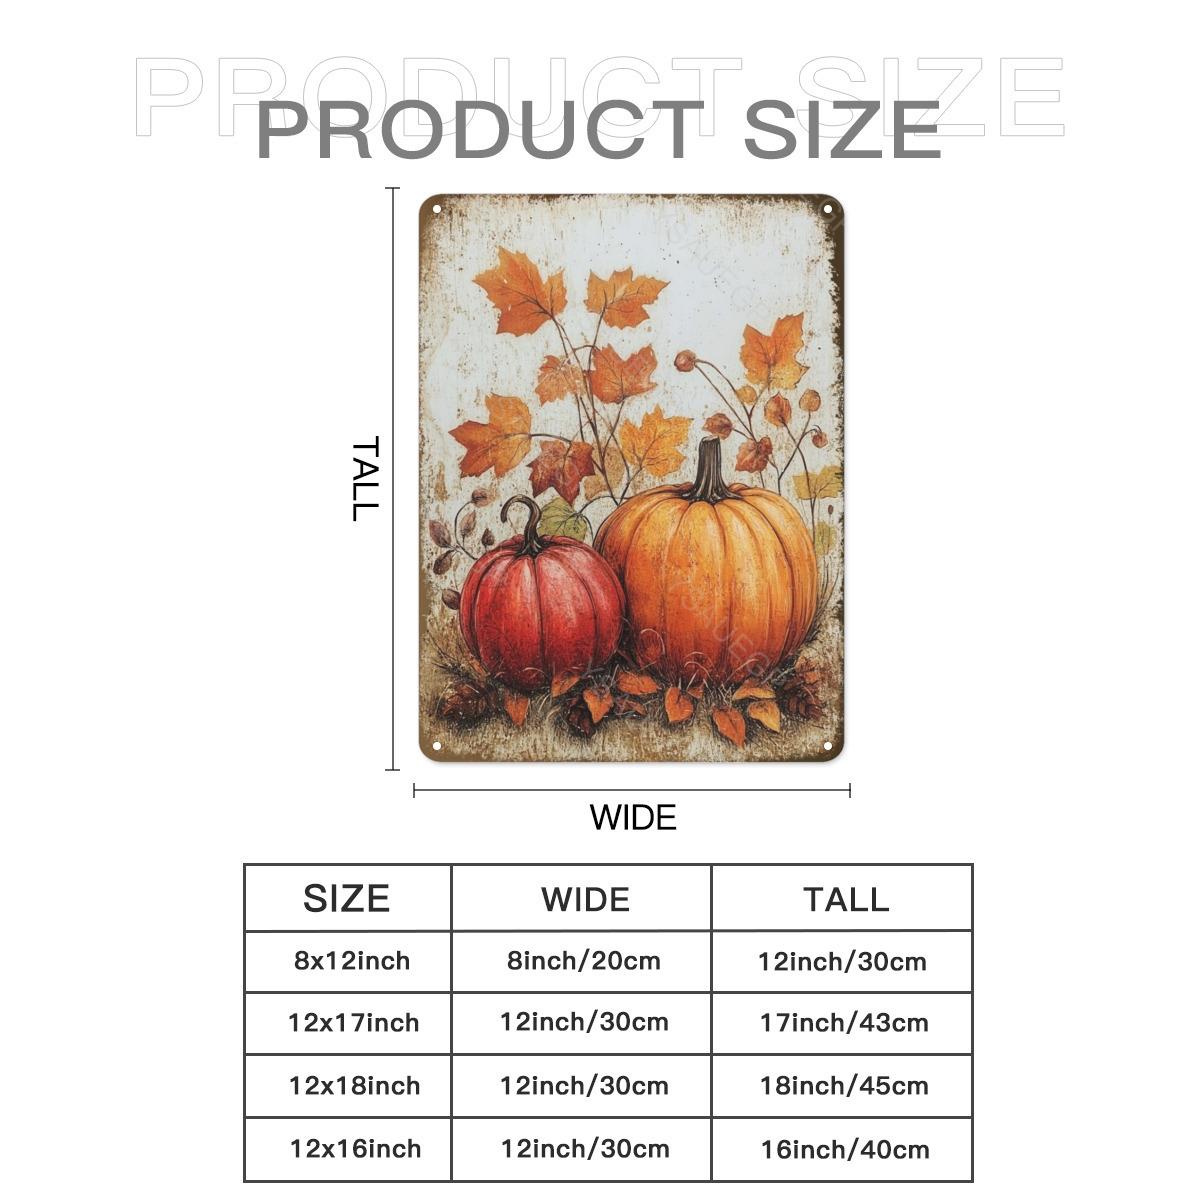 PRODUCT SIZE
PRODUCT SIZE
TALL
WIDE
SIZE WIDE TALL
8x12inch 8inch/20cm 12inch/30cm
12x17inch 12inch/30cm 17inch/43cm
12x18inch 12inch/30cm 18inch/45cm
12x16inch 12inch/30cm 16inch/40cm